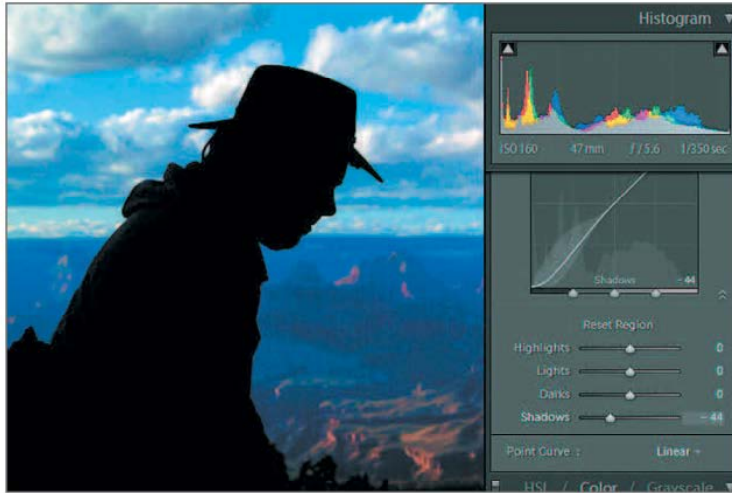 Histogram
ISO 160 47 mm ƒ / 5.6 1/350 sec
Shadows - 44
Reset Region
Highlights 0
Lights 0
Darks 0
Shadows - 44
Point Curve : Linear
HSL / Color / Grayscale